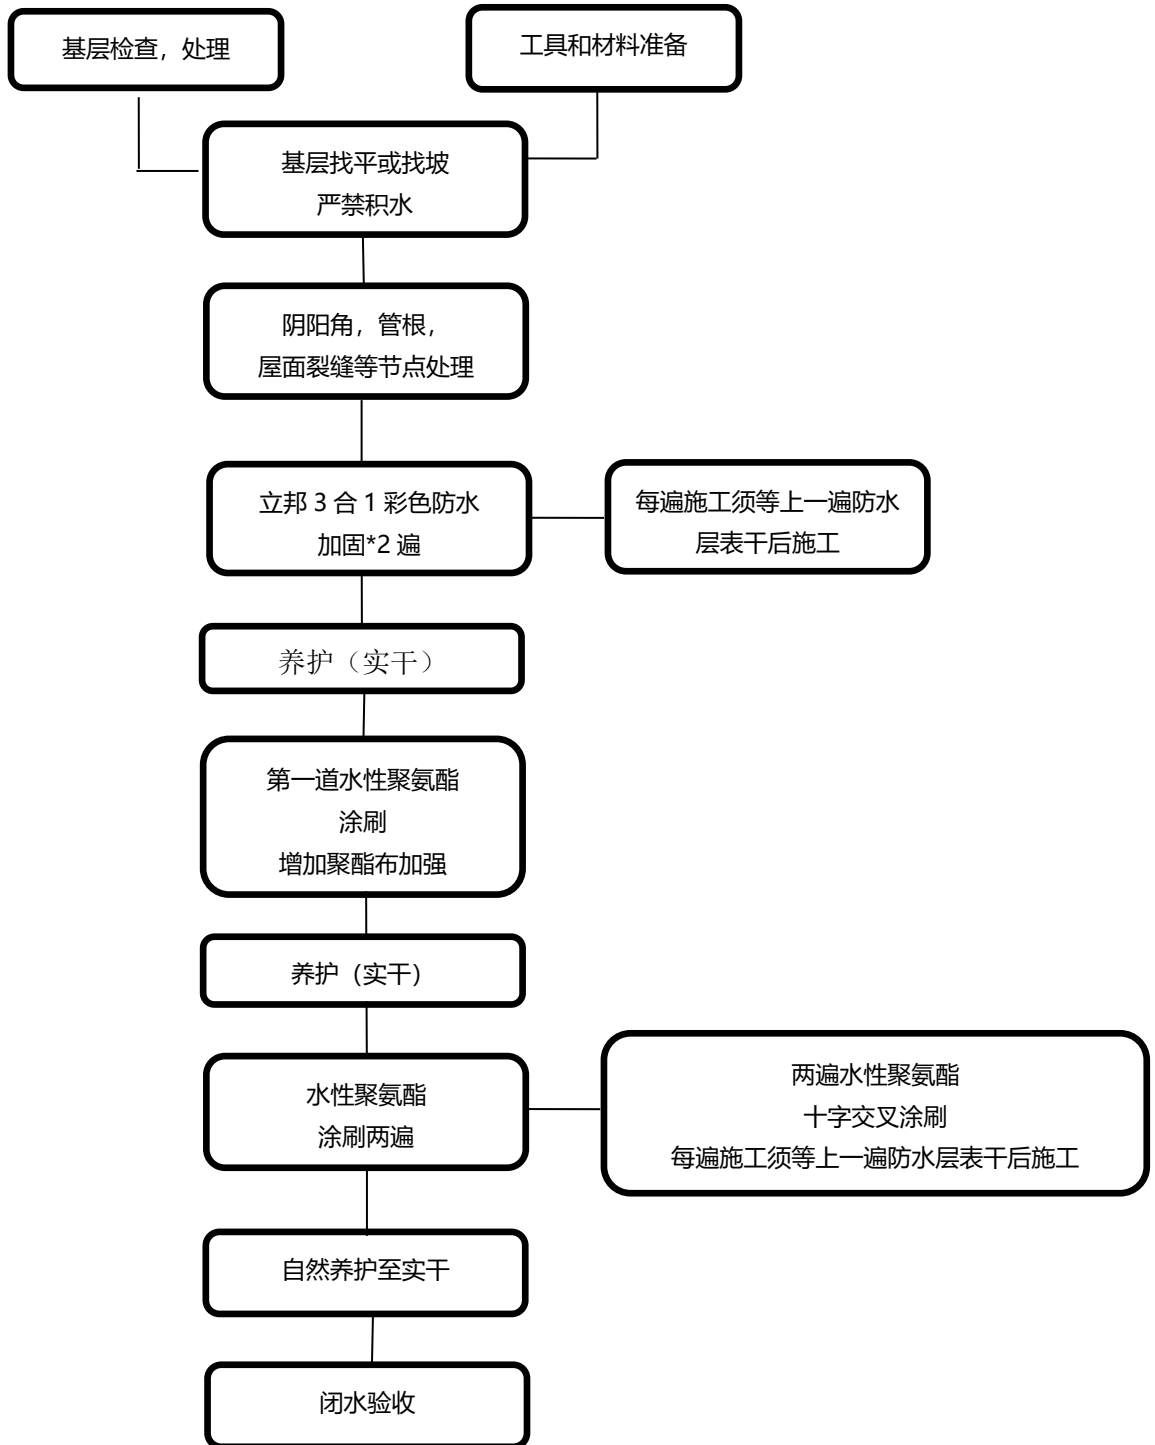 基层检查，处理
工具和材料准备
基层找平或找坡
严禁积水
阴阳角，管根，
屋面裂缝等节点处理
立邦 3 合 1 彩色防水
加固*2 遍
每遍施工须等上一遍防水
层表干后施工
养护（实干）
第一道水性聚氨酯
涂刷
增加聚酯布加强
养护（实干）
水性聚氨酯
涂刷两遍
两遍水性聚氨酯
十字交叉涂刷
每遍施工须等上一遍防水层表干后施工
自然养护至实干
闭水验收